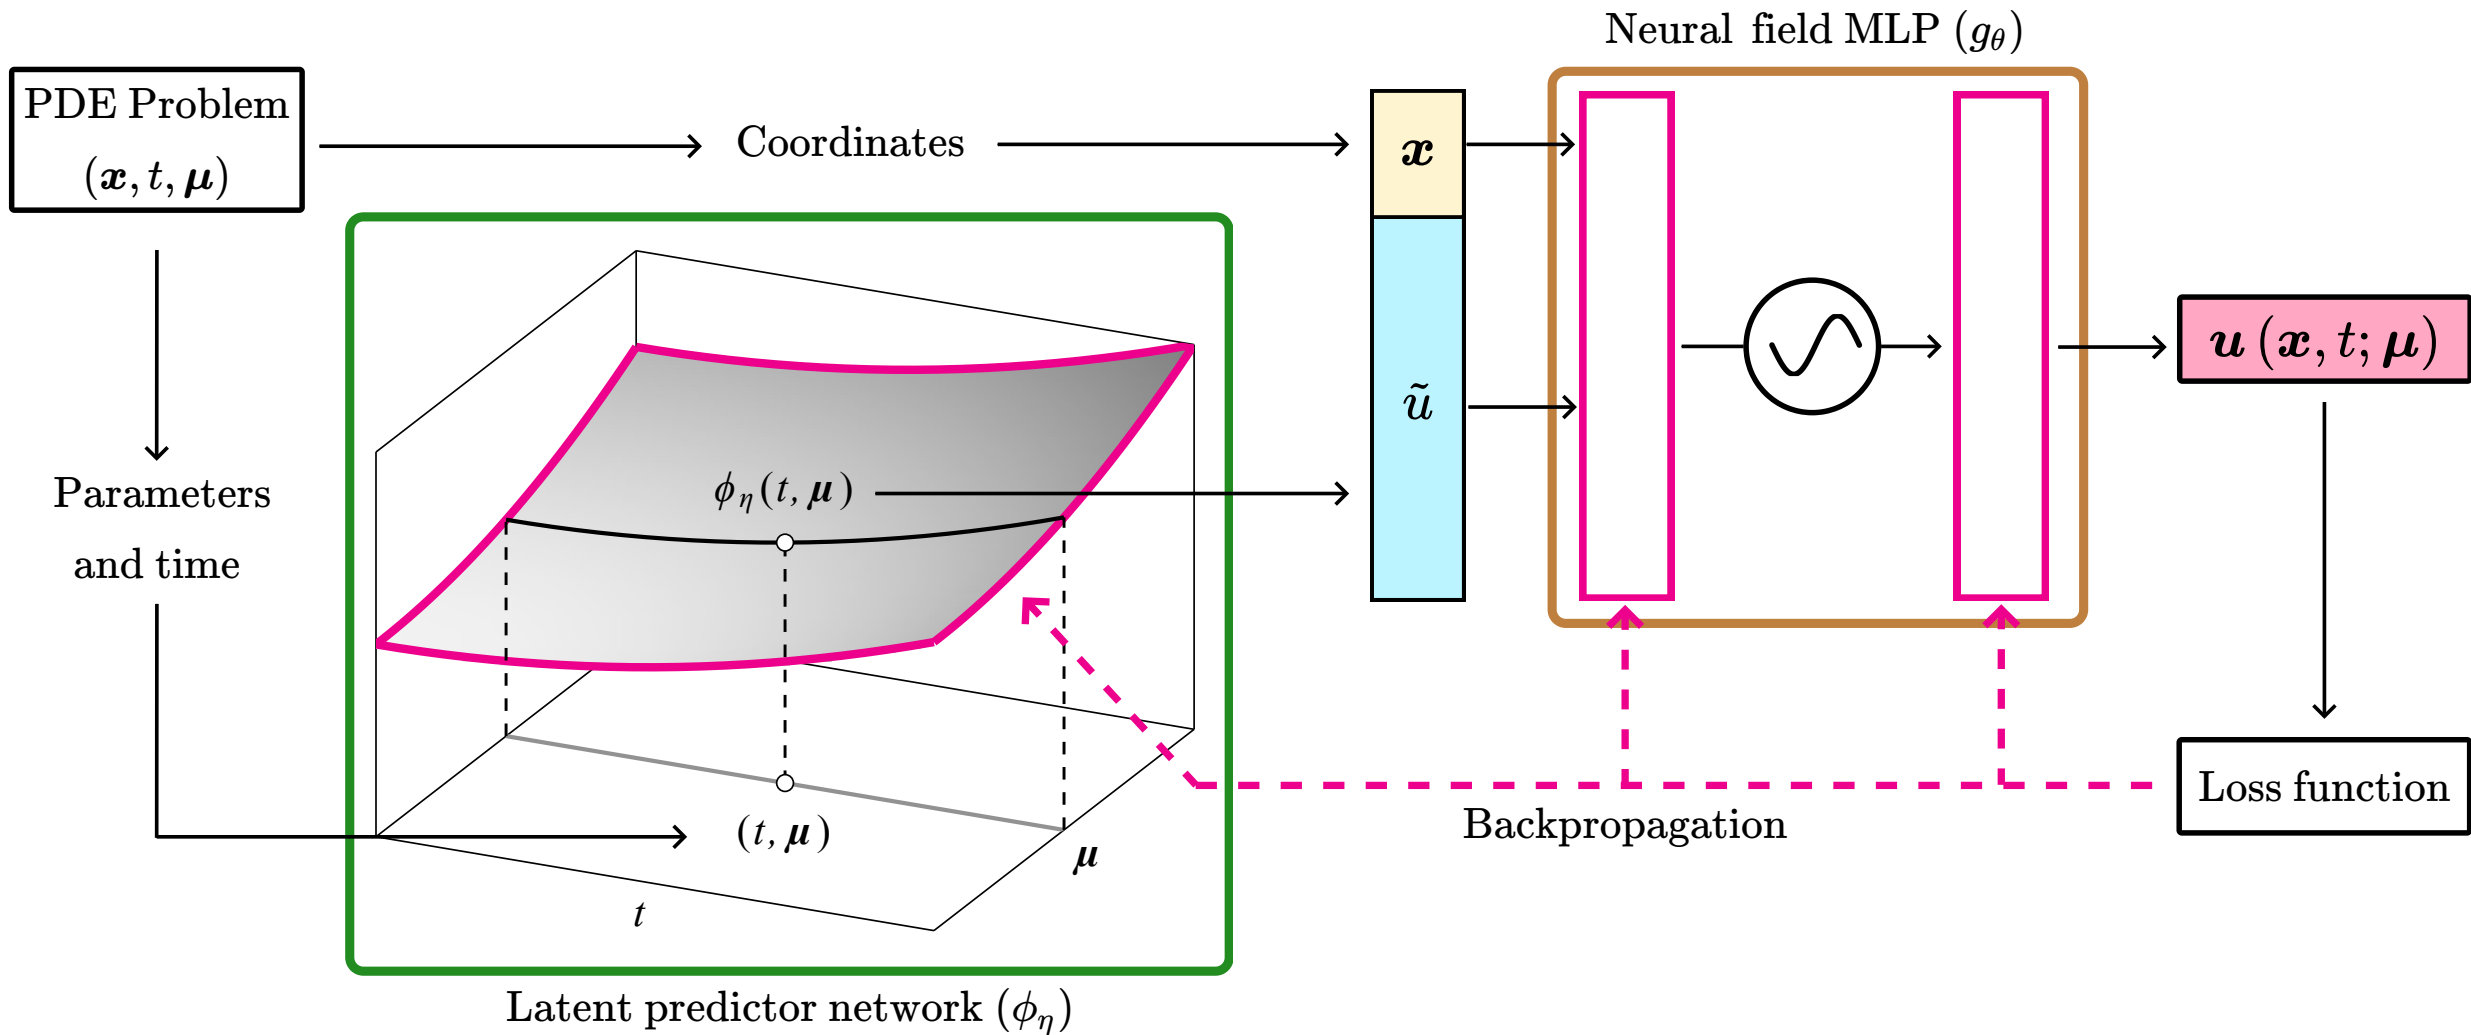 Neural field MLP (g_θ)
PDE Problem
(x, t, μ)
Coordinates
x
ũ
u (x, t; μ)
Parameters
and time
ϕ_η(t, μ)
(t, μ)
μ
t
Loss function
Backpropagation
Latent predictor network (ϕ_η)